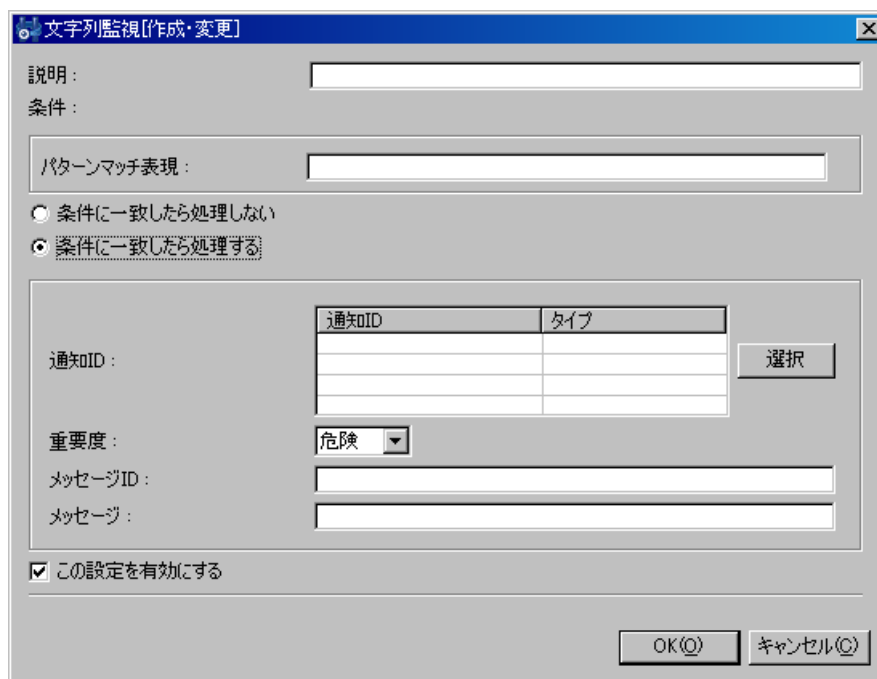 文字列監視[作成・変更]
説明：
条件：
パターンマッチ表現：
条件に一致したら処理しない
条件に一致したら処理する
通知ID タイプ
通知ID： 選択
重要度： 危険
メッセージID：
メッセージ：
この設定を有効にする
OK(O) キャンセル(C)